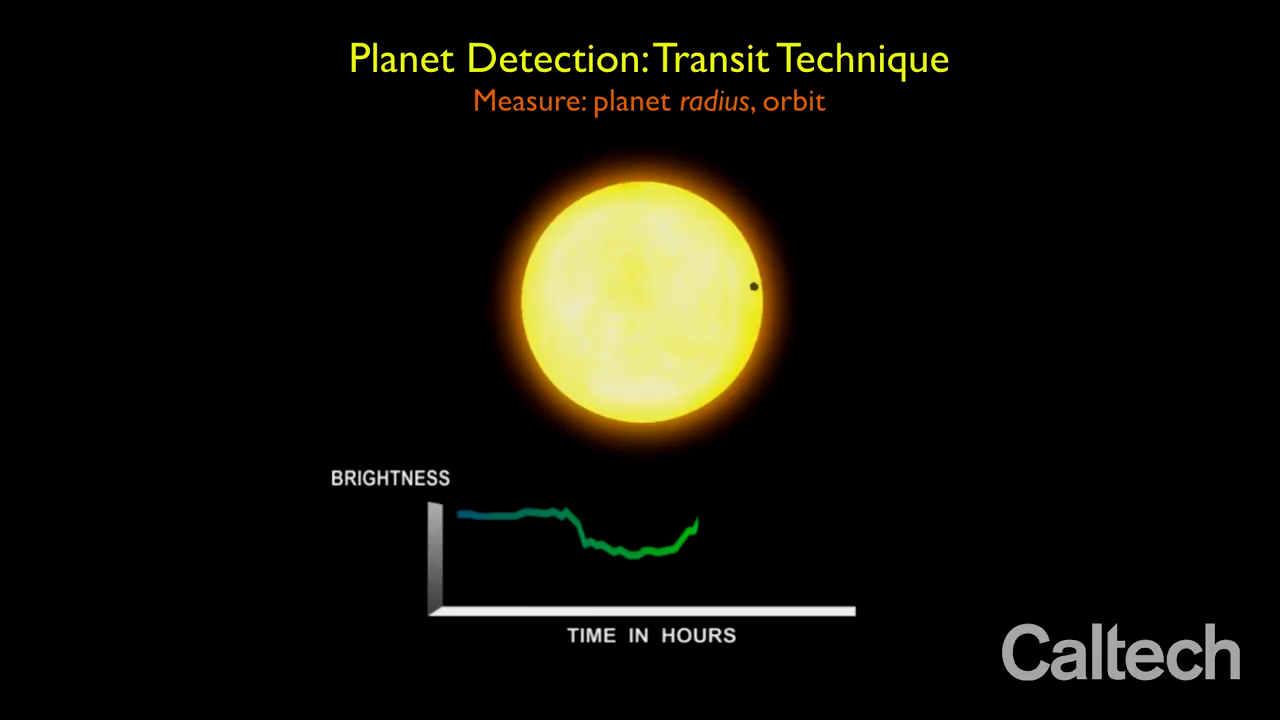 Planet Detection: Transit Technique
Measure: planet radius, orbit
BRIGHTNESS
TIME IN HOURS
Caltech